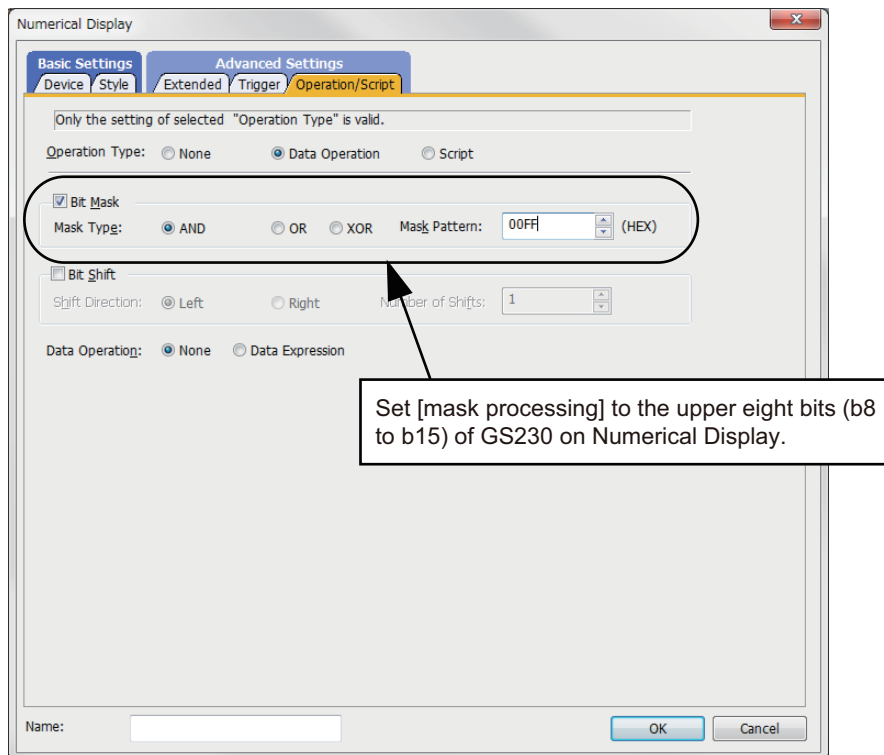 Numerical Display
Basic Settings Advanced Settings
Device Style Extended Trigger Operation/Script
Only the setting of selected "Operation Type" is valid.
Operation Type: None Data Operation Script
Bit Mask
Mask Type: AND OR XOR Mask Pattern: 00FF (HEX)
Bit Shift
Shift Direction: Left Right Number of Shifts: 1
Data Operation: None Data Expression
Set [mask processing] to the upper eight bits (b8
to b15) of GS230 on Numerical Display.
Name: OK Cancel